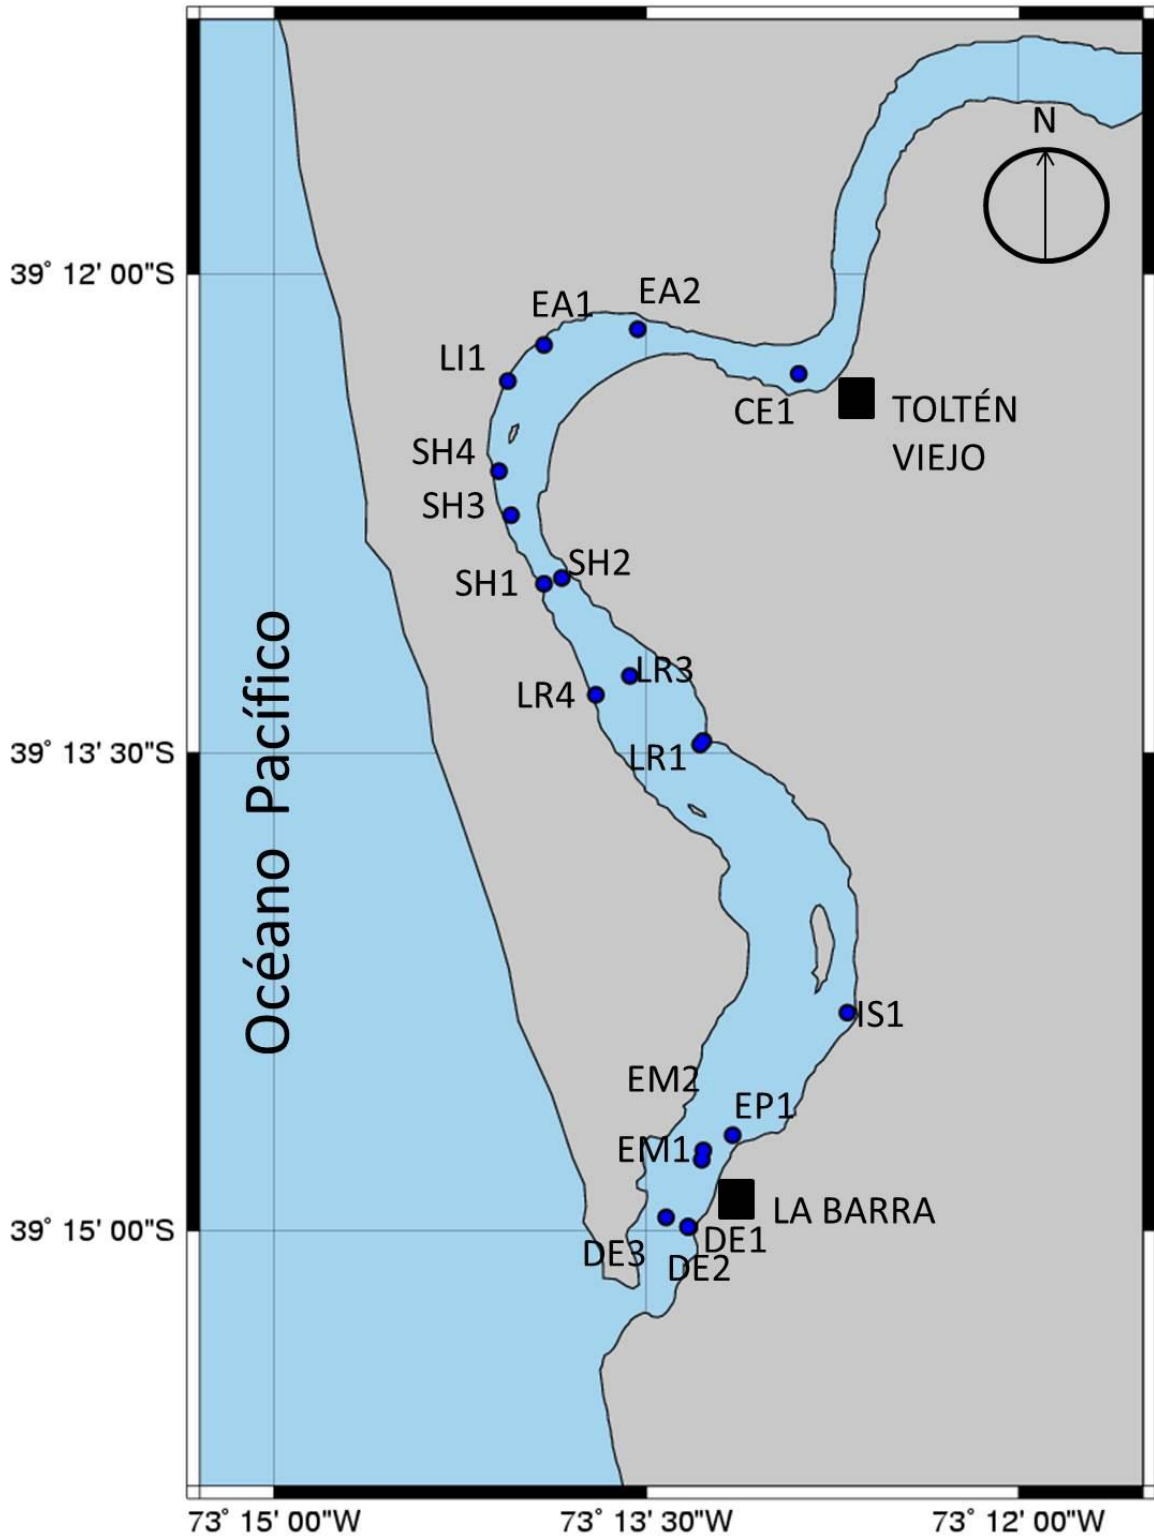 N
39° 12' 00"S
EA2
EA1
LI1
CE1
TOLTÉN
VIEJO
SH4
SH3
SH2
SH1
LR3
LR4
39° 13' 30"S
LR1
Océano Pacífico
IS1
EM2
EP1
EM1
LA BARRA
39° 15' 00"S
DE1
DE3
DE2
73° 15' 00"W
73° 13' 30"W
73° 12' 00"W